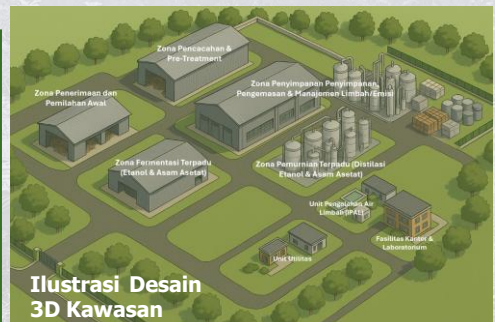 Zona Pencacahan &
Pre-Treatment
Zona Penerimaan dan
Pemilahan Awal
Zona Penyimpanan Penyimpanan,
Pengemasan & Manajemen Limbah/Emisi
Zona Fermentasi Terpadu
(Etanol & Asam Asetat)
Zona Pemurnian Terpadu (Distilasi
Etanol & Asam Asetat)
Unit Pengolahan Air
Limbah (IPAL)
Fasilitas Kantor &
Laboratorium
Unit Utilitas
Ilustrasi Desain
3D Kawasan